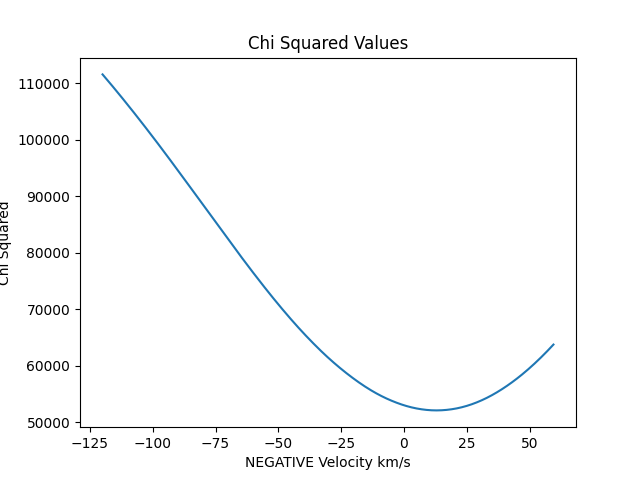 Chi Squared Values
110000
100000
90000
80000
70000
60000
50000
Chi Squared
−125 −100 −75 −50 −25 0 25 50
NEGATIVE Velocity km/s